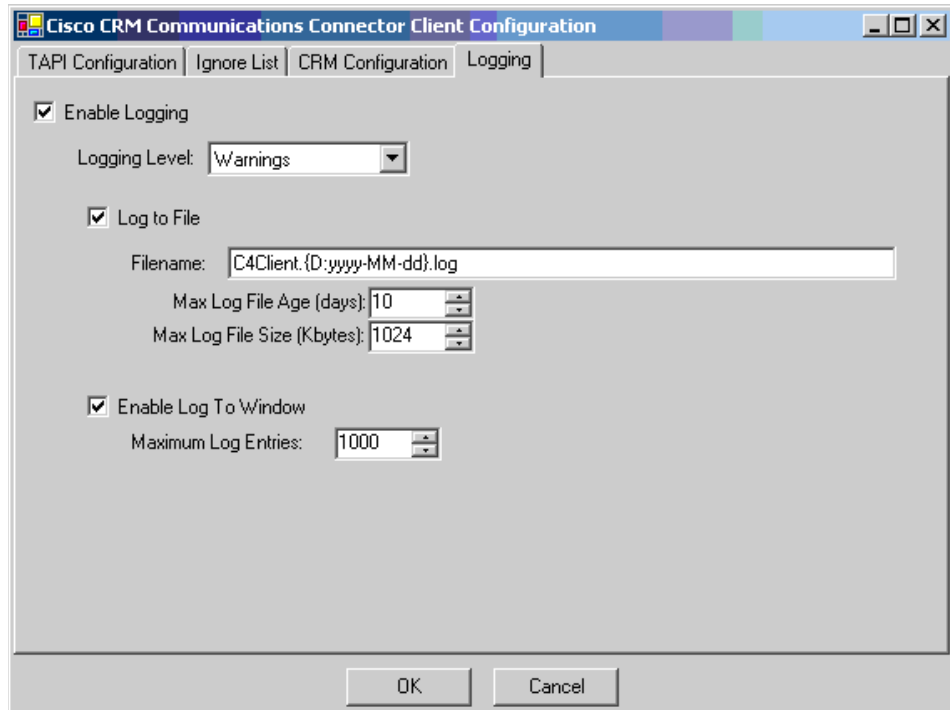 Cisco CRM Communications Connector Client Configuration
TAPI Configuration Ignore List CRM Configuration Logging
Enable Logging
Logging Level: Warnings
Log to File
Filename: C4Client.{D:yyyy-MM-dd}.log
Max Log File Age (days): 10
Max Log File Size (Kbytes): 1024
Enable Log To Window
Maximum Log Entries: 1000
OK Cancel